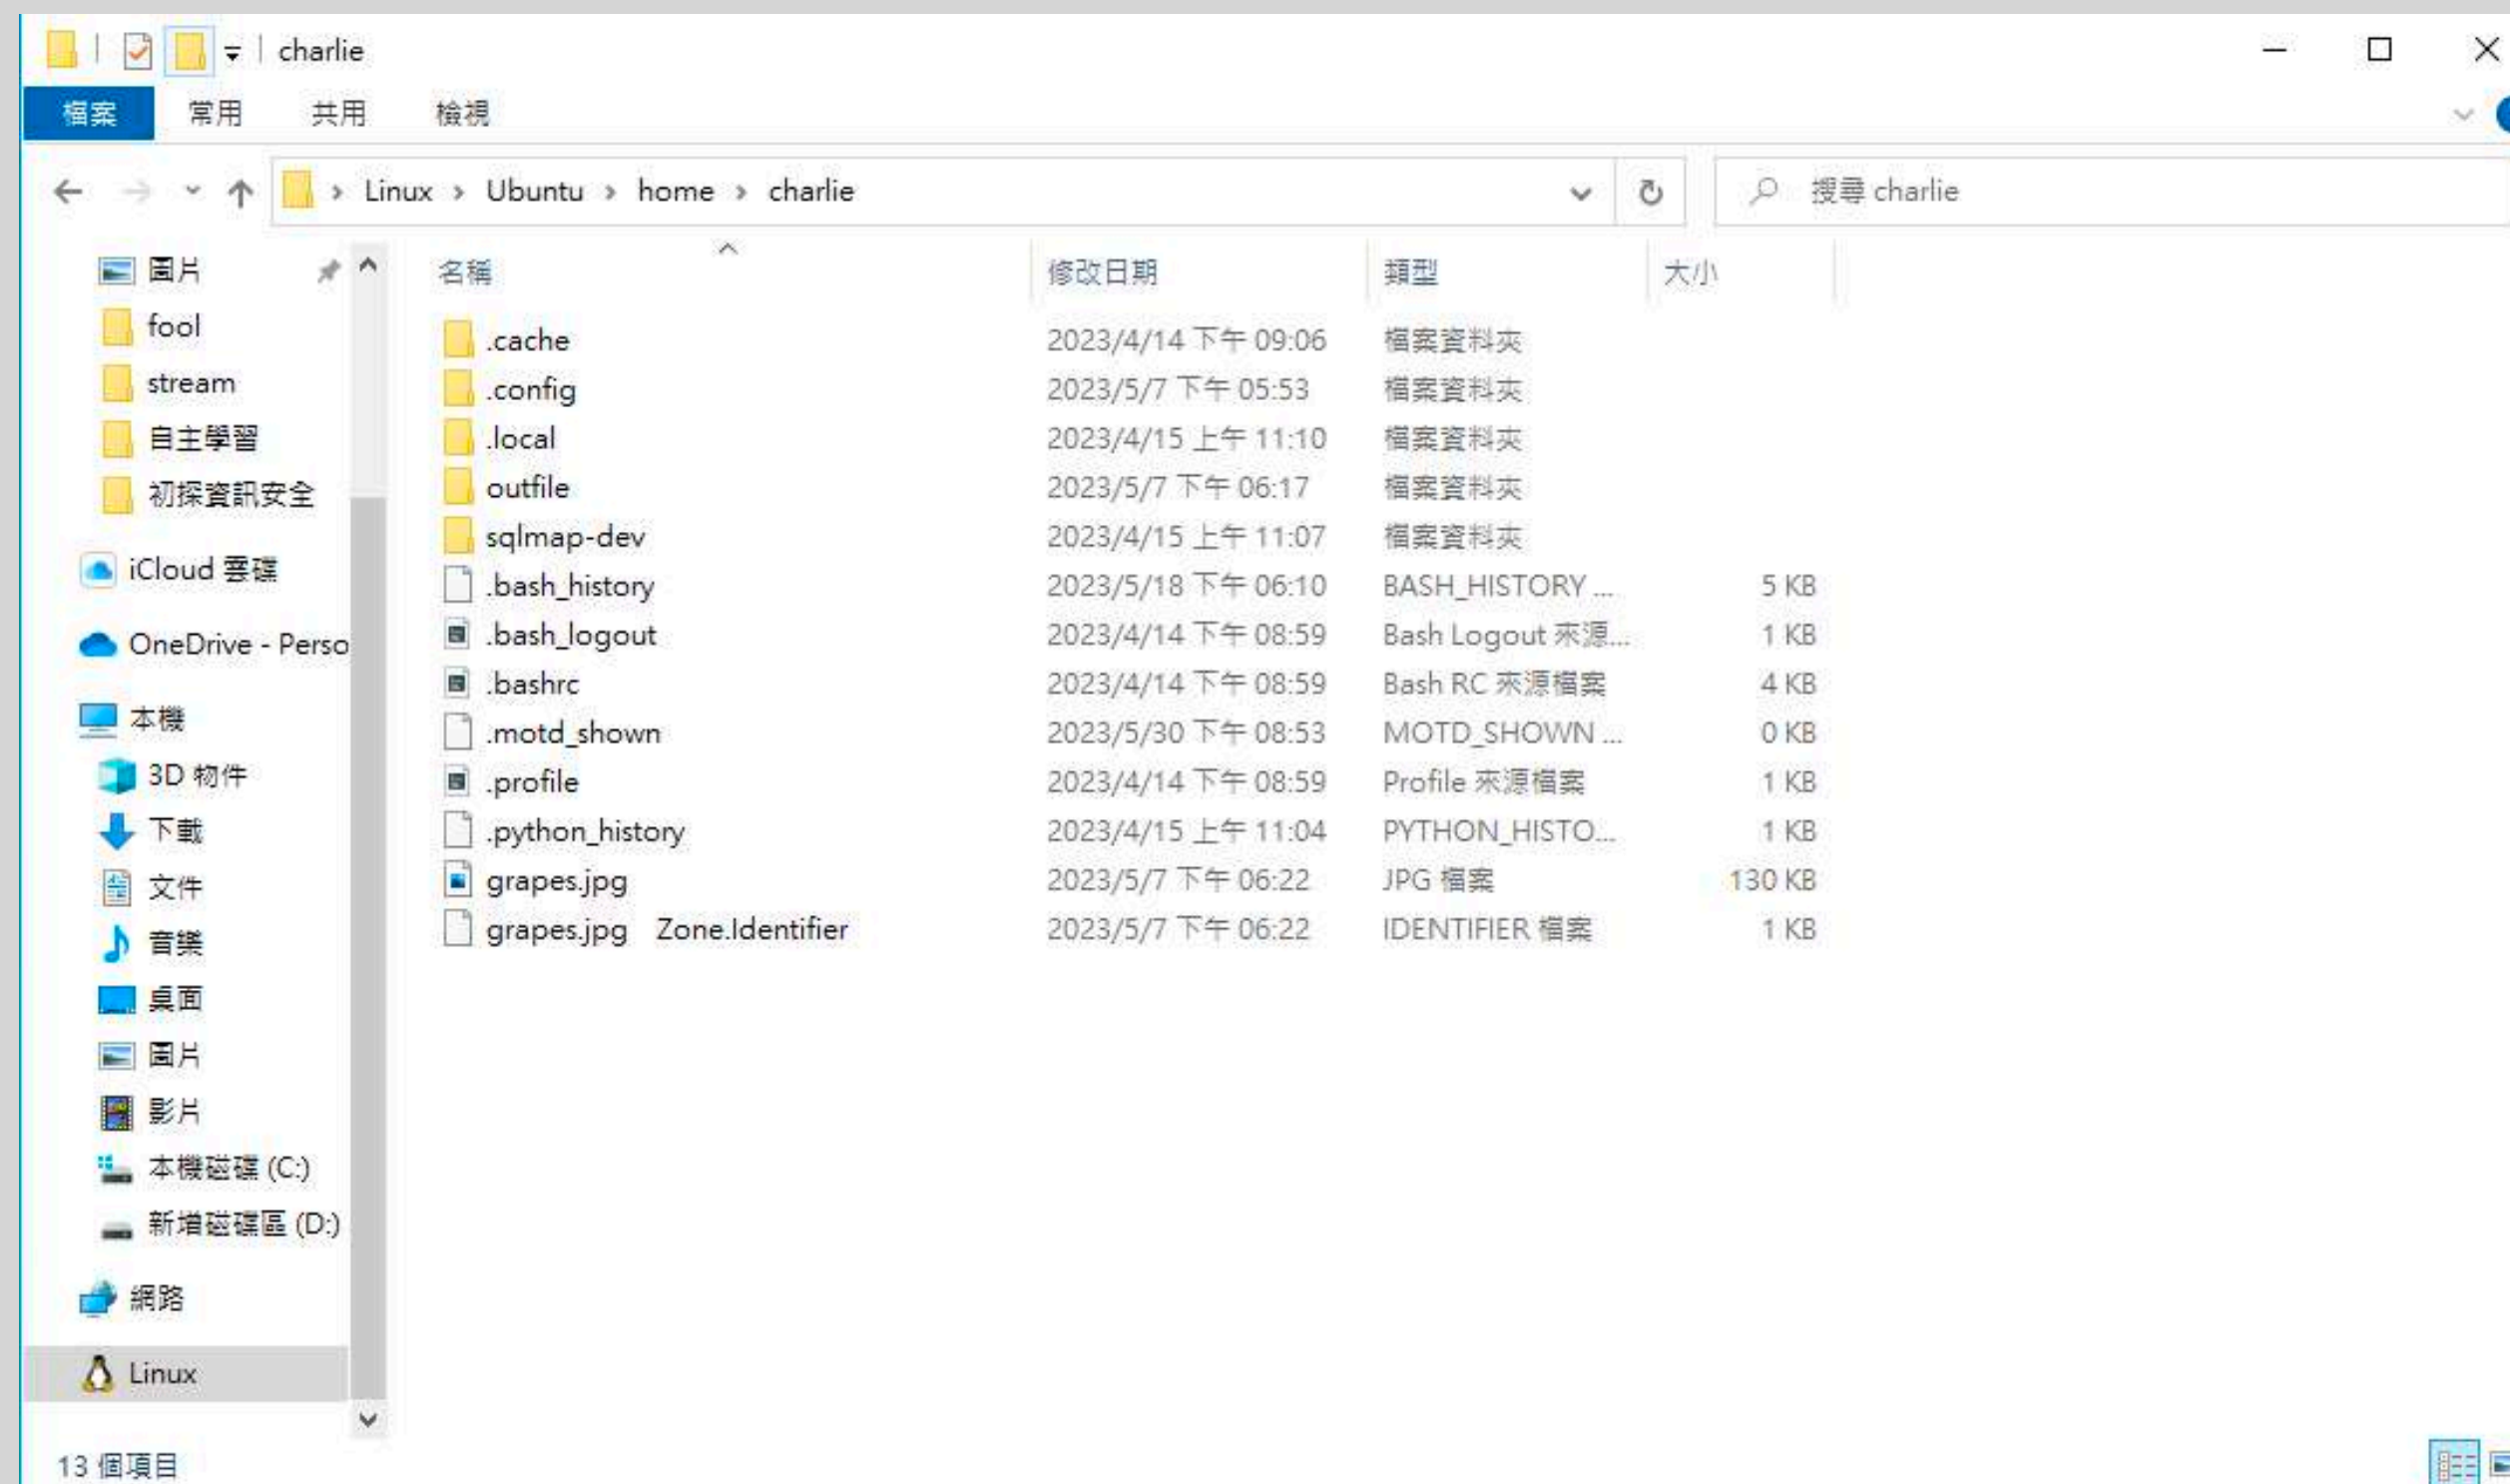 charlie
檔案 常用 共用 檢視
Linux > Ubuntu > home > charlie
搜尋 charlie
圖片
fool
stream
自主學習
初探資訊安全
iCloud 雲碟
OneDrive - Perso
本機
3D 物件
下載
文件
音樂
桌面
圖片
影片
本機磁碟 (C:)
新增磁碟區 (D:)
網路
Linux
名稱 修改日期 類型 大小
.cache 2023/4/14 下午 09:06 檔案資料夾
.config 2023/5/7 下午 05:53 檔案資料夾
.local 2023/4/15 上午 11:10 檔案資料夾
outfile 2023/5/7 下午 06:17 檔案資料夾
sqlmap-dev 2023/4/15 上午 11:07 檔案資料夾
.bash_history 2023/5/18 下午 06:10 BASH_HISTORY ... 5 KB
.bash_logout 2023/4/14 下午 08:59 Bash Logout 來源... 1 KB
.bashrc 2023/4/14 下午 08:59 Bash RC 來源檔案 4 KB
.motd_shown 2023/5/30 下午 08:53 MOTD_SHOWN ... 0 KB
.profile 2023/4/14 下午 08:59 Profile 來源檔案 1 KB
.python_history 2023/4/15 上午 11:04 PYTHON_HISTO... 1 KB
grapes.jpg 2023/5/7 下午 06:22 JPG 檔案 130 KB
grapes.jpg Zone.Identifier 2023/5/7 下午 06:22 IDENTIFIER 檔案 1 KB
13 個項目